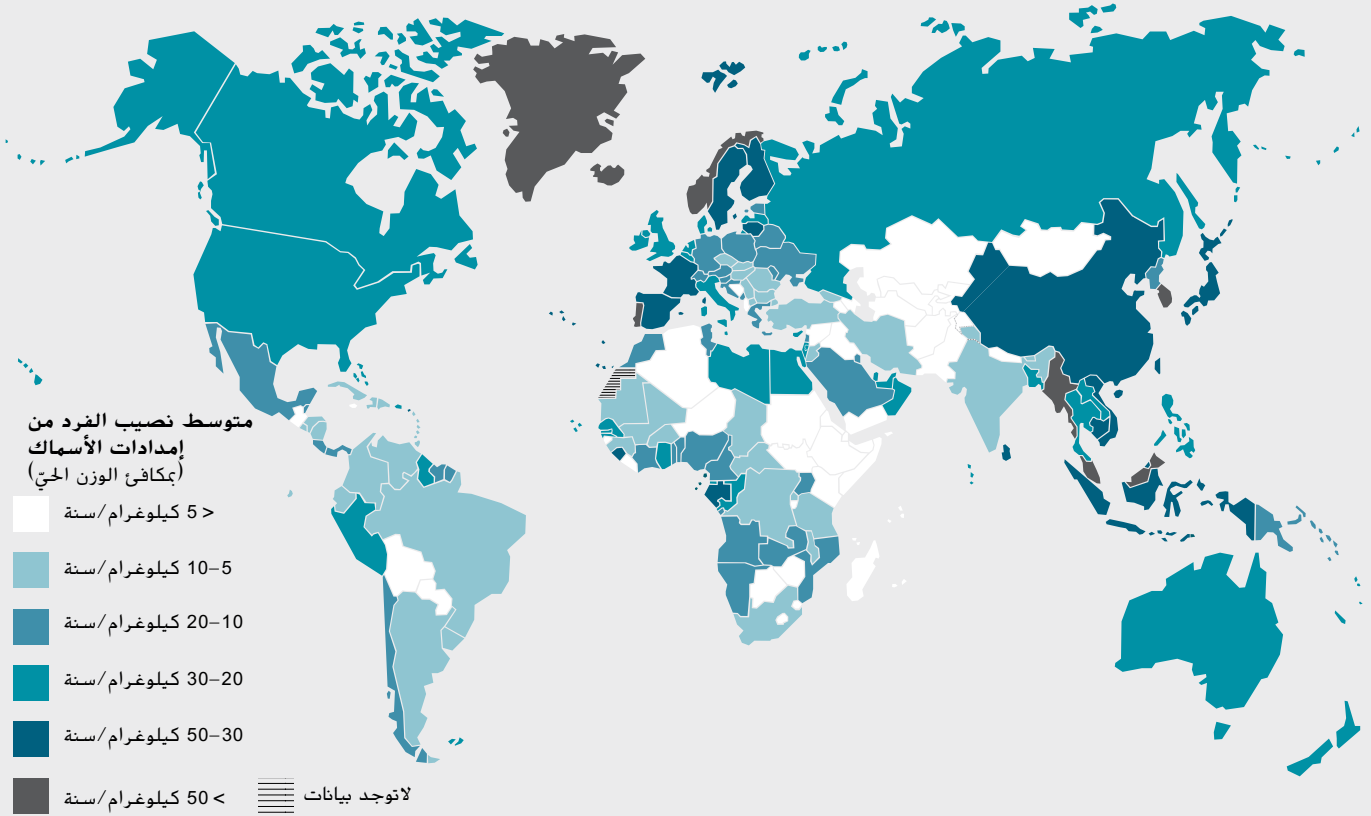 متوسط نصيب الفرد من
إمدادات الأسماك
(بمكافئ الوزن الحيّ)
< 5 كيلوغرام/سنة
5–10 كيلوغرام/سنة
10–20 كيلوغرام/سنة
20–30 كيلوغرام/سنة
30–50 كيلوغرام/سنة
> 50 كيلوغرام/سنة
لاتوجد بيانات